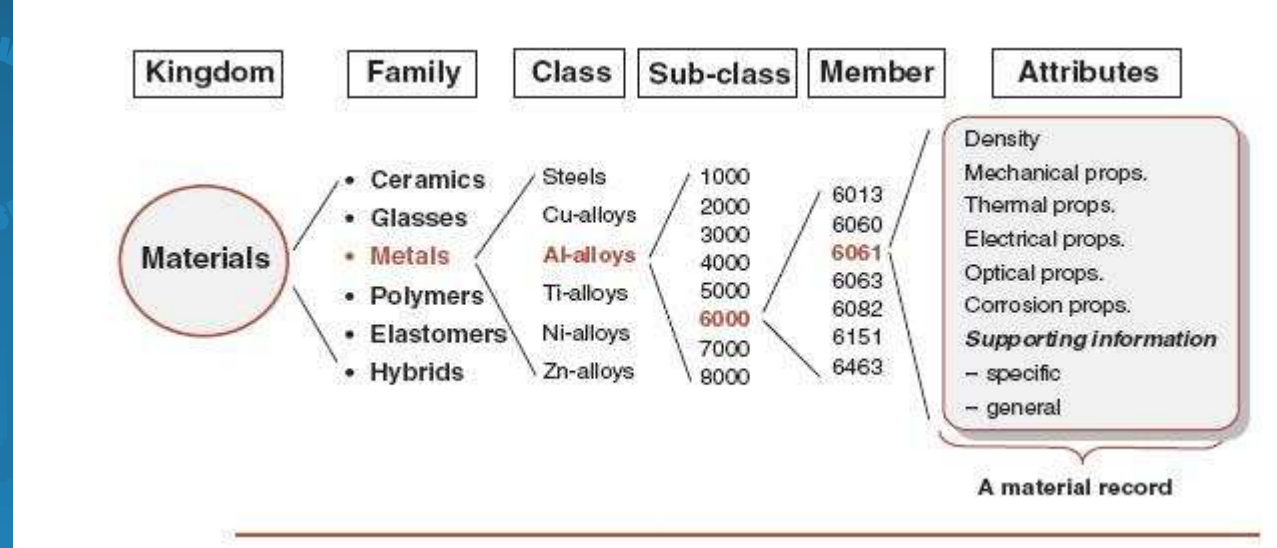 Kingdom
Family
Class
Sub-class
Member
Attributes
Materials
• Ceramics
• Glasses
• Metals
• Polymers
• Elastomers
• Hybrids
Steels
Cu-alloys
Al-alloys
Ti-alloys
Ni-alloys
Zn-alloys
1000
2000
3000
4000
5000
6000
7000
8000
6013
6060
6061
6063
6082
6151
6463
Density
Mechanical props.
Thermal props.
Electrical props.
Optical props.
Corrosion props.
Supporting information
– specific
– general
A material record